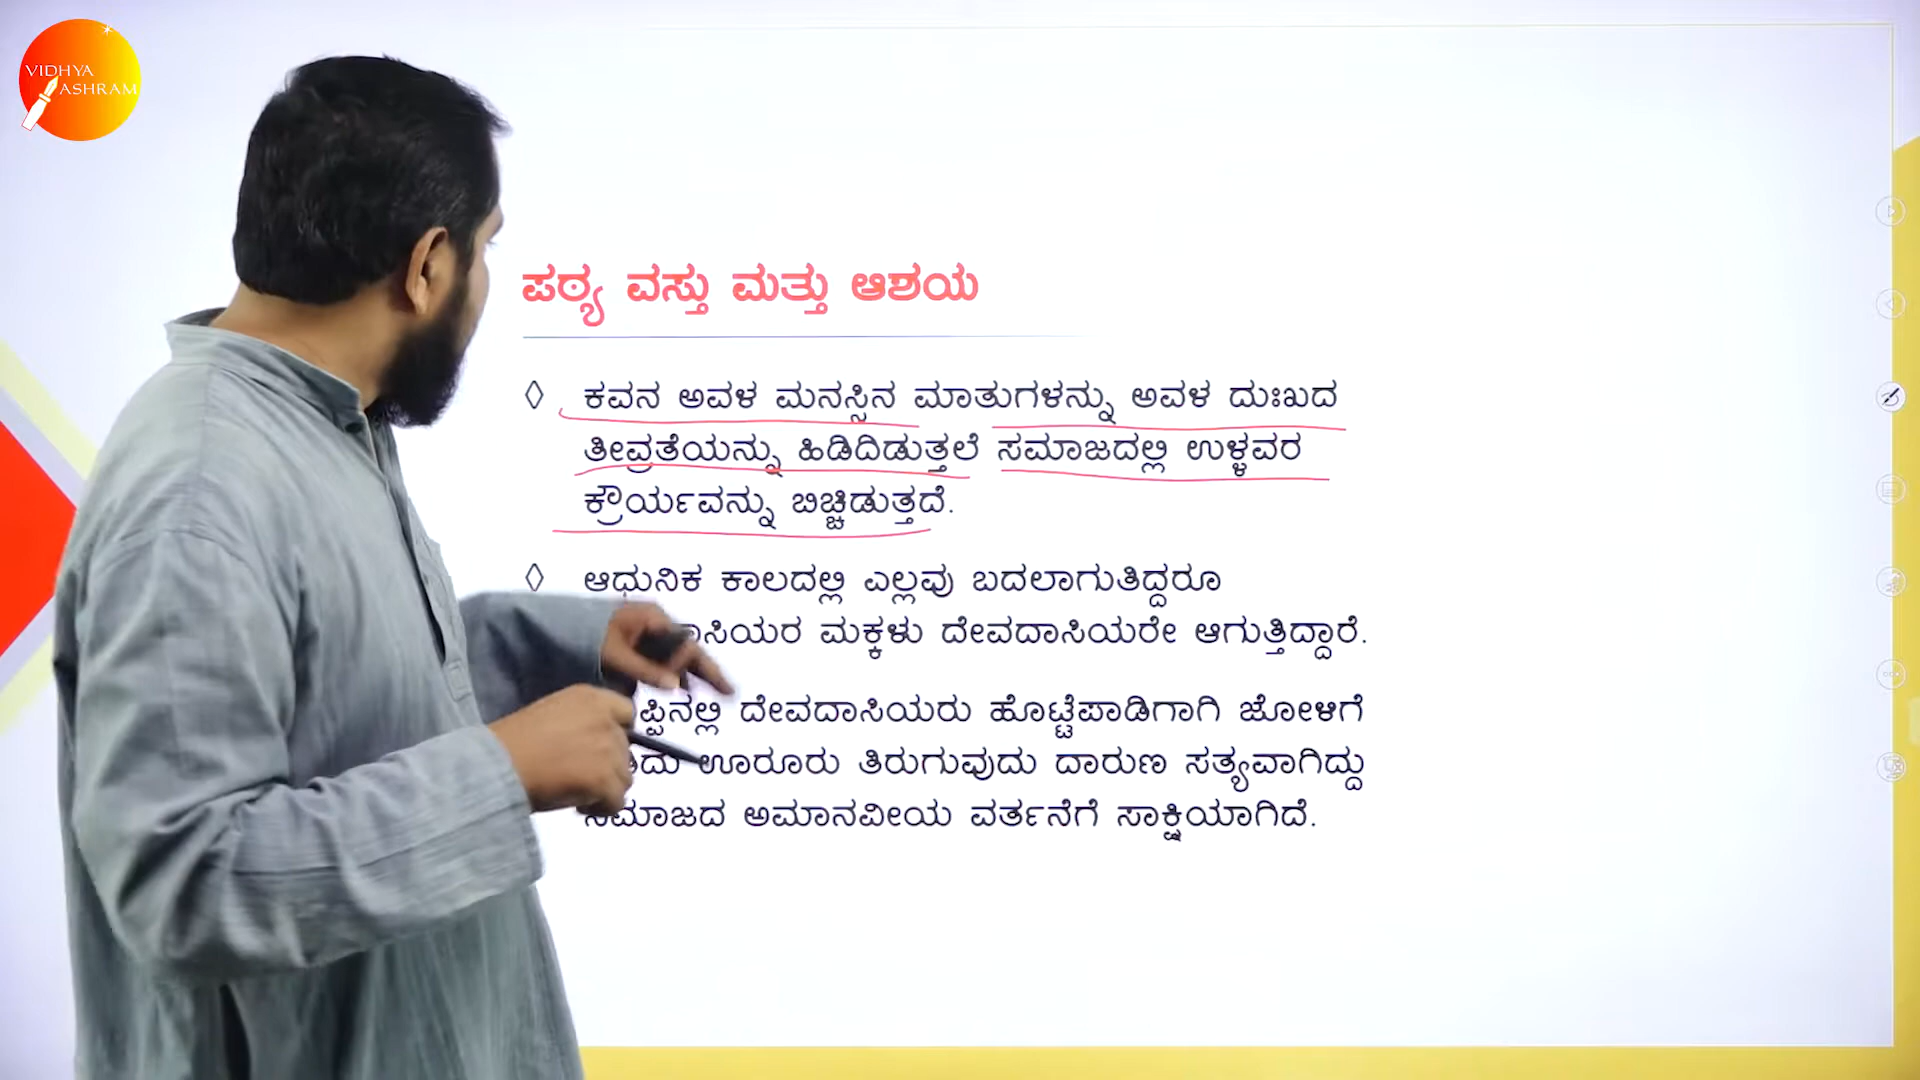 VIDHYA
ASHRAM
ಪಠ್ಯ ವಸ್ತು ಮತ್ತು ಆಶಯ
ಕವನ ಅವಳ ಮನಸ್ಸಿನ ಮಾತುಗಳನ್ನು ಅವಳ ದುಃಖದ
ತೀವ್ರತೆಯನ್ನು ಹಿಡಿದಿಡುತ್ತಲೆ ಸಮಾಜದಲ್ಲಿ ಉಳ್ಳವರ
ಕ್ರೌರ್ಯವನ್ನು ಬಿಚ್ಚಿಡುತ್ತದೆ.
ಆಧುನಿಕ ಕಾಲದಲ್ಲಿ ಎಲ್ಲವು ಬದಲಾಗುತಿದ್ದರೂ
ಮಕ್ಕಳು ದೇವದಾಸಿಯರೇ ಆಗುತ್ತಿದ್ದಾರೆ.
ದೇವದಾಸಿಯರು ಹೊಟ್ಟೆಪಾಡಿಗಾಗಿ ಜೋಳಿಗೆ
ಊರೂರು ತಿರುಗುವುದು ದಾರುಣ ಸತ್ಯವಾಗಿದ್ದು
ಸಮಾಜದ ಅಮಾನವೀಯ ವರ್ತನೆಗೆ ಸಾಕ್ಷಿಯಾಗಿದೆ.